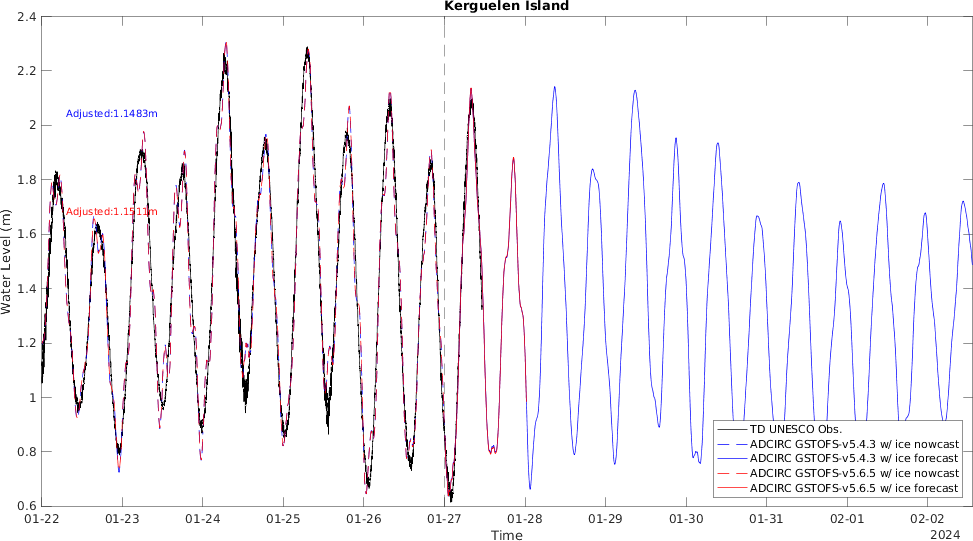 Kerguelen Island
Water Level (m)
2.4
2.2
2
1.8
1.6
1.4
1.2
1
0.8
0.6
Adjusted:1.1483m
Adjusted:1.1511m
TD UNESCO Obs.
ADCIRC GSTOFS-v5.4.3 w/ ice nowcast
ADCIRC GSTOFS-v5.4.3 w/ ice forecast
ADCIRC GSTOFS-v5.6.5 w/ ice nowcast
ADCIRC GSTOFS-v5.6.5 w/ ice forecast
01-22 01-23 01-24 01-25 01-26 01-27 01-28 01-29 01-30 01-31 02-01 02-02
Time
2024